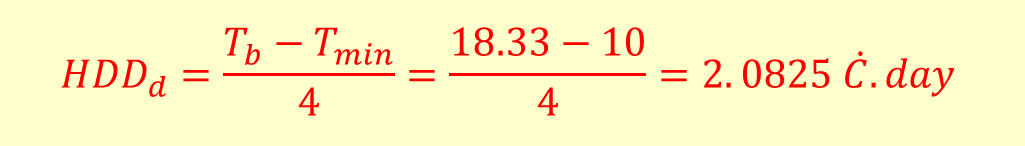 HDD_d = (T_b − T_min)/4 = (18.33 − 10)/4 = 2.0825 Ċ.day